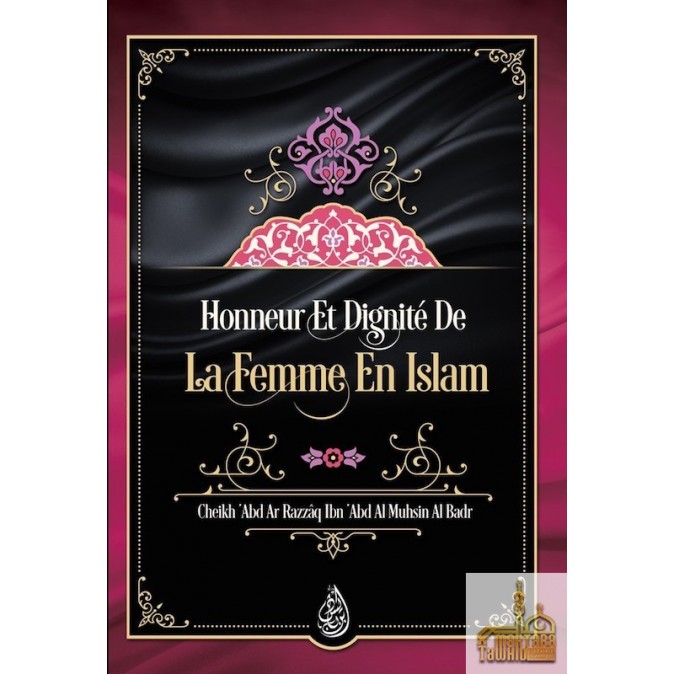 Honneur Et Dignité De
La Femme En Islam
Cheikh 'Abd Ar Razzâq Ibn 'Abd Al Muhsin Al Badr